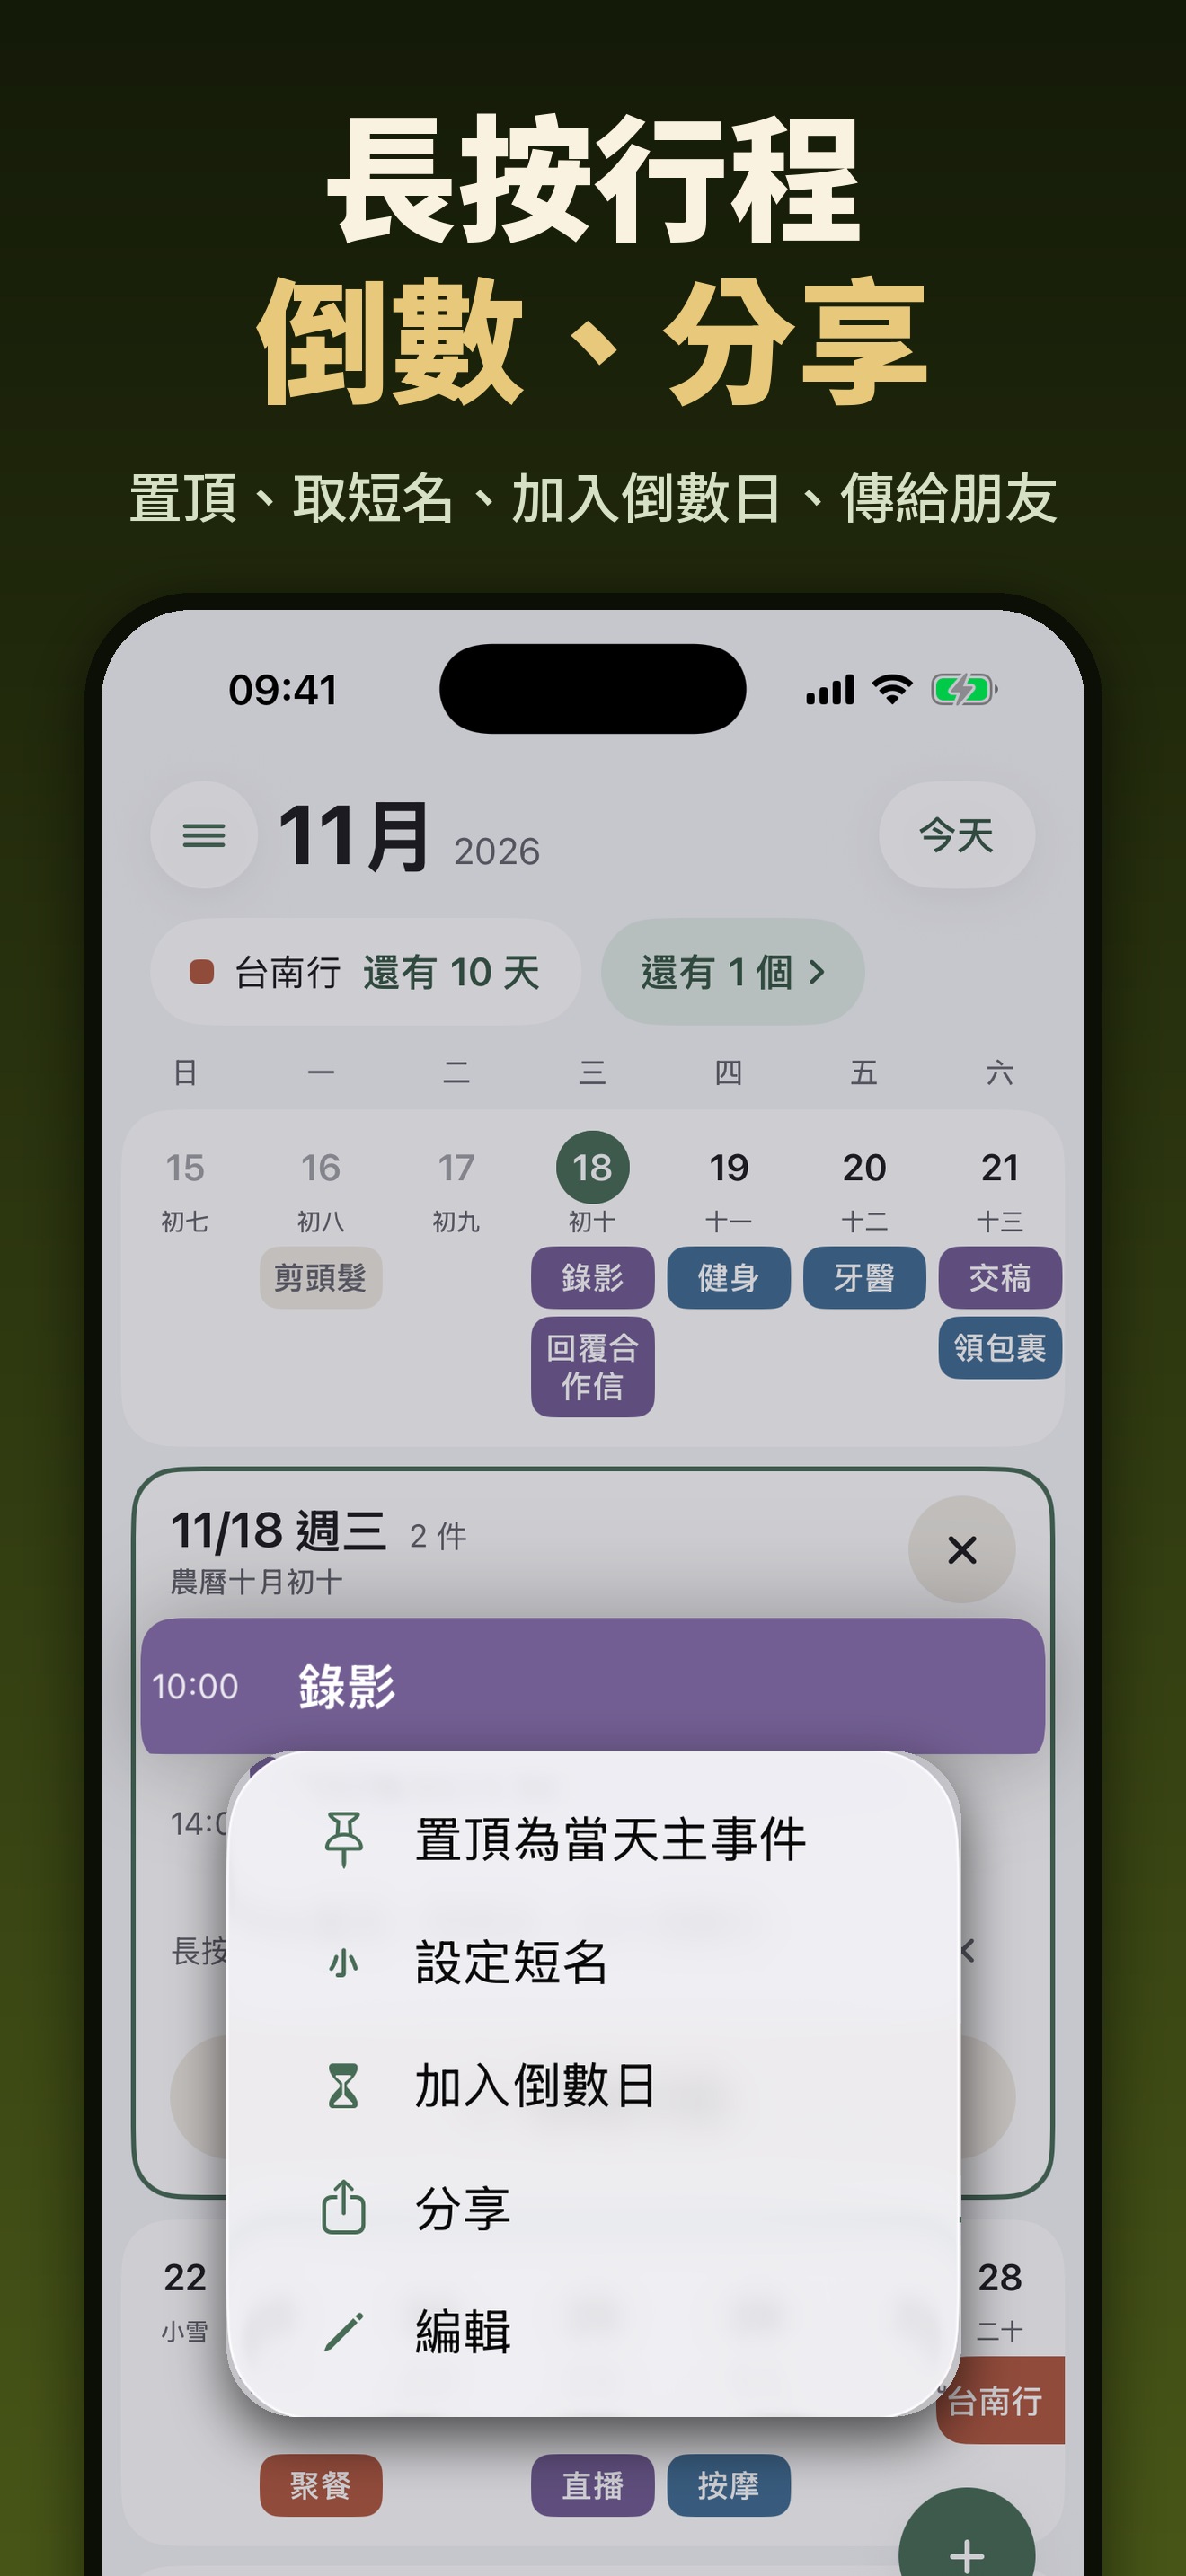 長按行程
倒數、分享
置頂、取短名、加入倒數日、傳給朋友
09:41
11月 2026 今天
台南行 還有 10 天 還有 1 個
日 一 二 三 四 五 六
15 16 17 18 19 20 21
初七 初八 初九 初十 十一 十二 十三
剪頭髮 錄影 健身 牙醫 交稿
回覆合
作信
領包裹
11/18 週三 2 件
農曆十月初十
10:00 錄影
置頂為當天主事件
14:0
小 設定短名
長按
加入倒數日
分享
編輯
22 28
小雪 二十
台南行
聚餐 直播 按摩